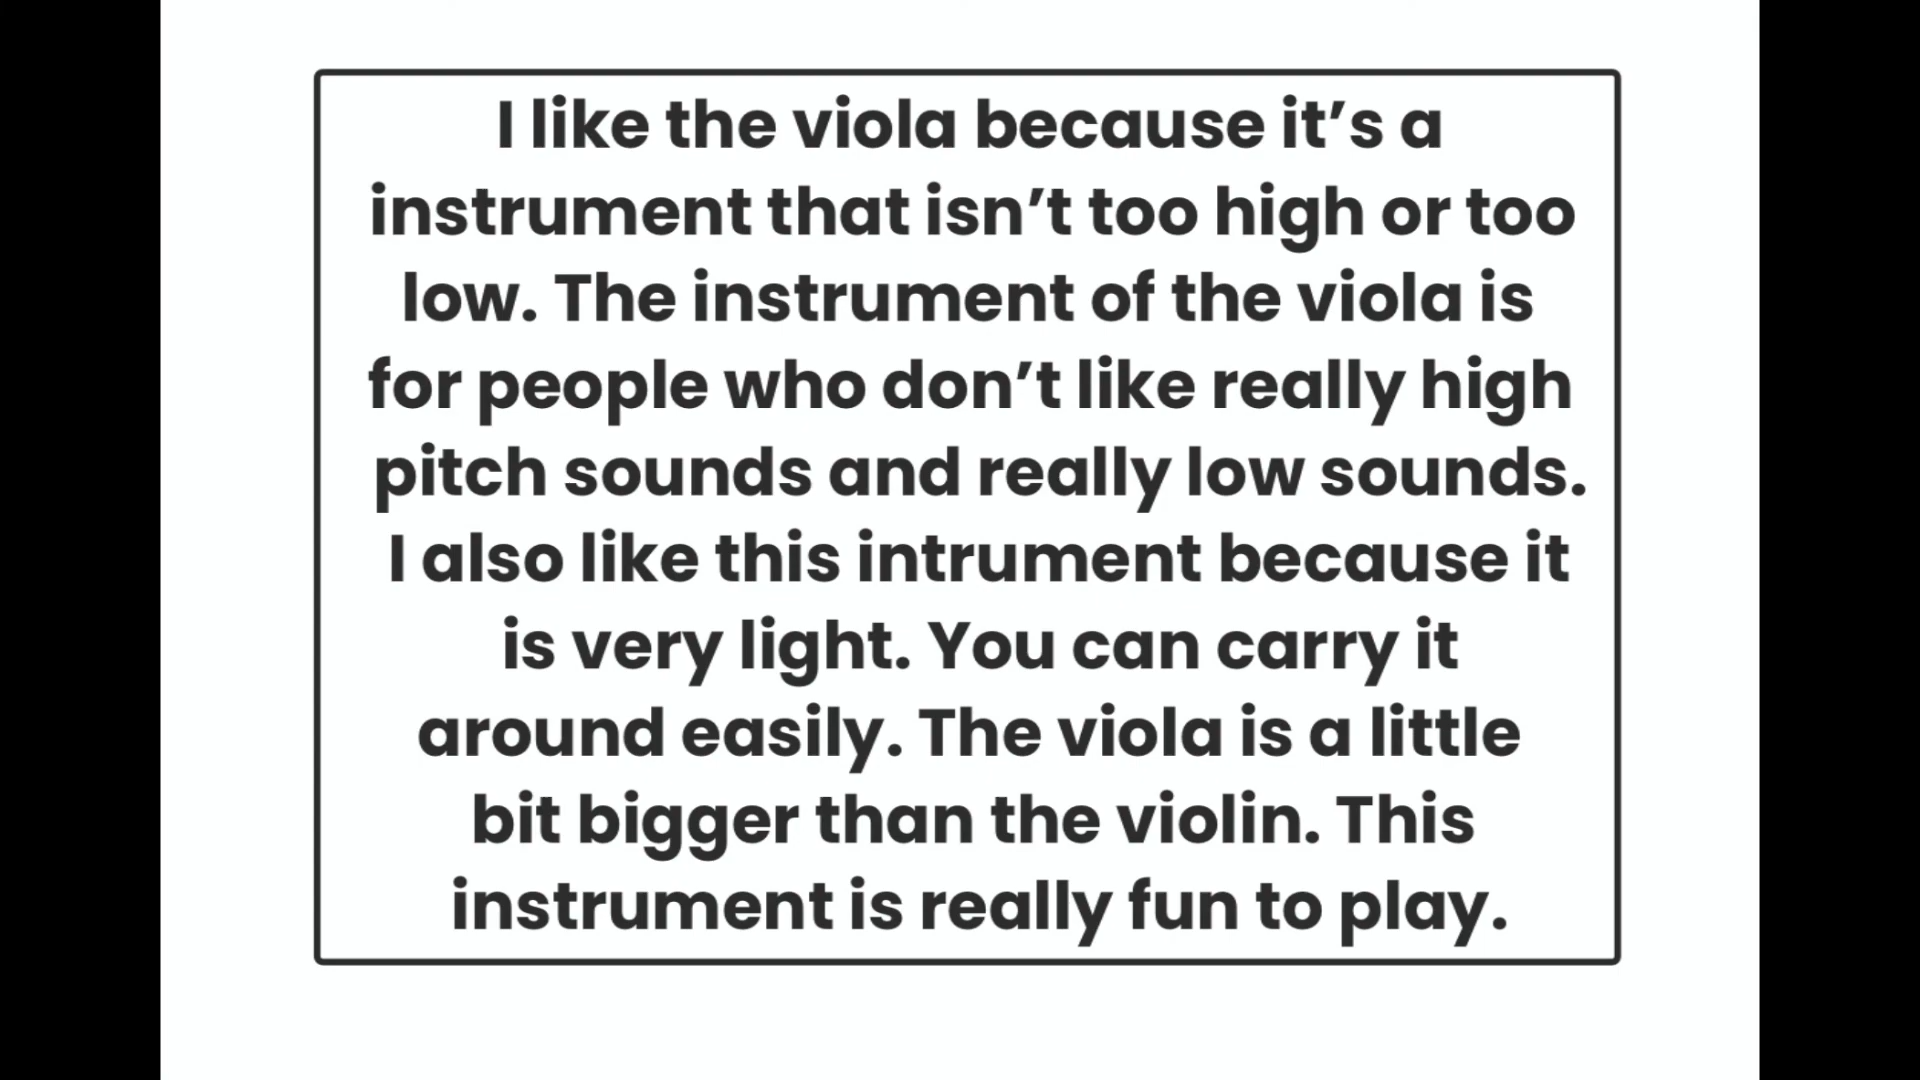 I like the viola because it’s a
instrument that isn’t too high or too
low. The instrument of the viola is
for people who don’t like really high
pitch sounds and really low sounds.
I also like this intrument because it
is very light. You can carry it
around easily. The viola is a little
bit bigger than the violin. This
instrument is really fun to play.